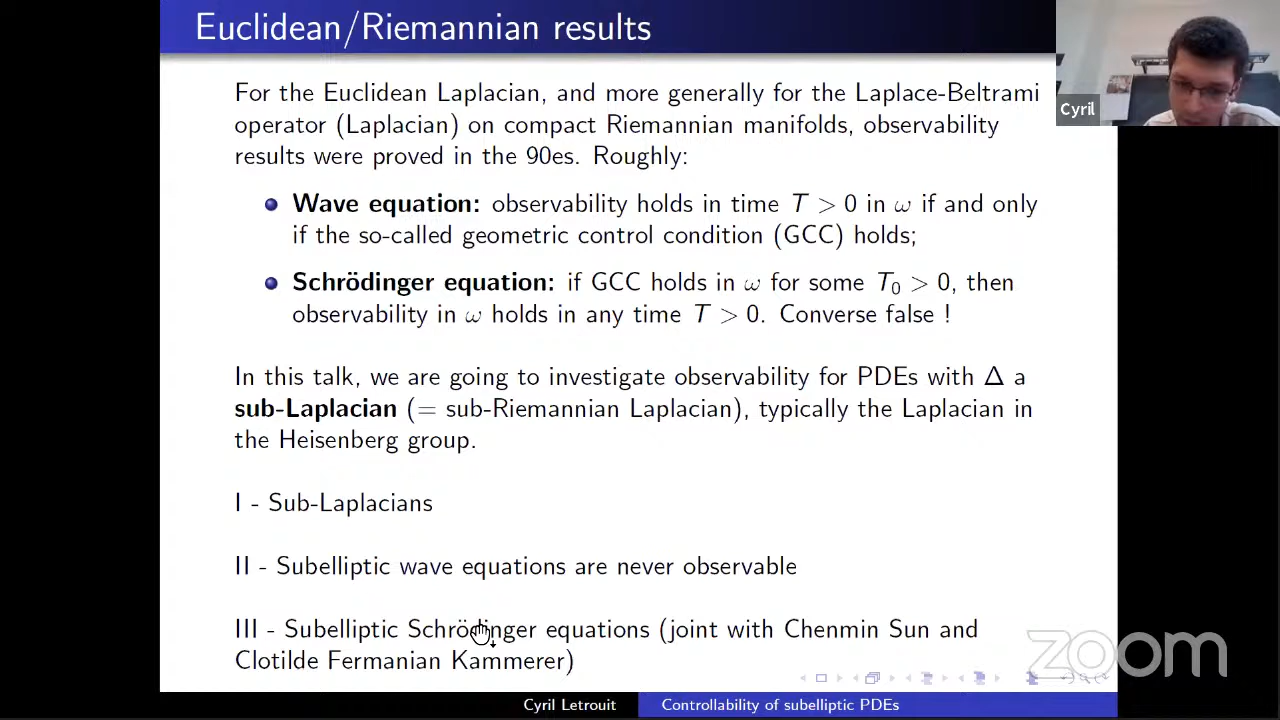 Euclidean/Riemannian results
Cyril
For the Euclidean Laplacian, and more generally for the Laplace-Beltrami
operator (Laplacian) on compact Riemannian manifolds, observability
results were proved in the 90es. Roughly:
Wave equation: observability holds in time T > 0 in ω if and only
if the so-called geometric control condition (GCC) holds;
Schrödinger equation: if GCC holds in ω for some T₀ > 0, then
observability in ω holds in any time T > 0. Converse false !
In this talk, we are going to investigate observability for PDEs with Δ a
sub-Laplacian (= sub-Riemannian Laplacian), typically the Laplacian in
the Heisenberg group.
I - Sub-Laplacians
II - Subelliptic wave equations are never observable
III - Subelliptic Schrödinger equations (joint with Chenmin Sun and
Clotilde Fermanian Kammerer)
zoom
Cyril Letrouit Controllability of subelliptic PDEs